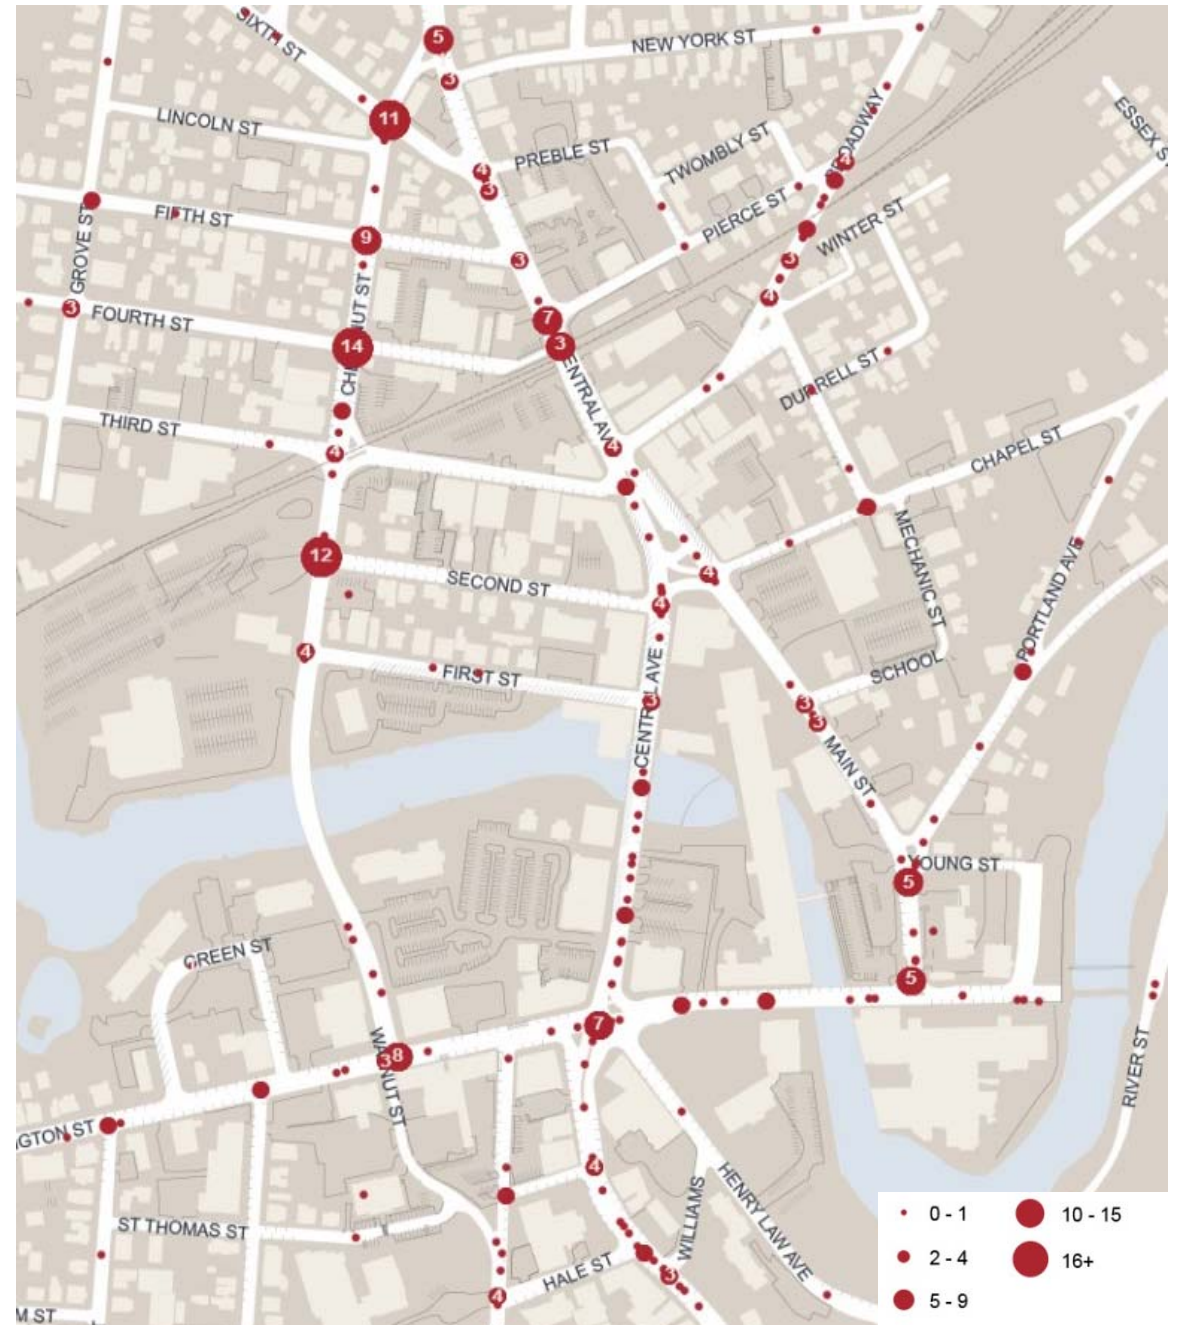 SIXTH ST
5
NEW YORK ST
3
11
LINCOLN ST
ESSEX S
BROADWAY
PREBLE ST
TWOMBLY ST
4
4
3
FIFTH ST
GROVE ST
PIERCE ST
WINTER ST
9
3
3
4
3
FOURTH ST
7
3
14
CENTRAL AV
DURRELL ST
THIRD ST
4
4
CHAPEL ST
12
SECOND ST
4
4
MECHANIC ST
PORTLAND AVE
4
FIRST ST
3
CENTRAL AVE
SCHOOL
3
3
MAIN ST
YOUNG ST
5
GREEN ST
5
7
38
WALNUT ST
RIVER ST
GTON ST
4
HENRY LAW AVE
WILLIAMS
ST THOMAS ST
HALE ST
3
4
M ST
0 - 1
2 - 4
5 - 9
10 - 15
16+